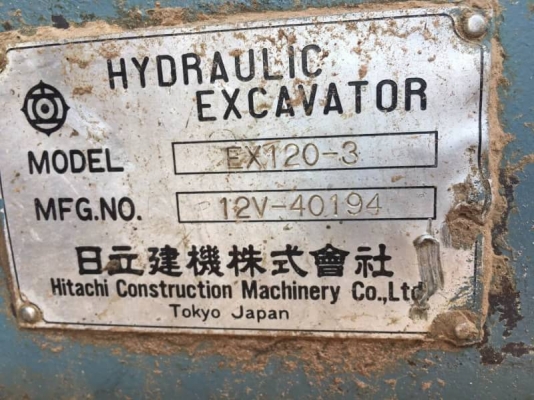 HYDRAULIC
EXCAVATOR
MODEL EX120-3
MFG.NO. 12V-40194
日立建機株式會社
Hitachi Construction Machinery Co.,Ltd
Tokyo Japan